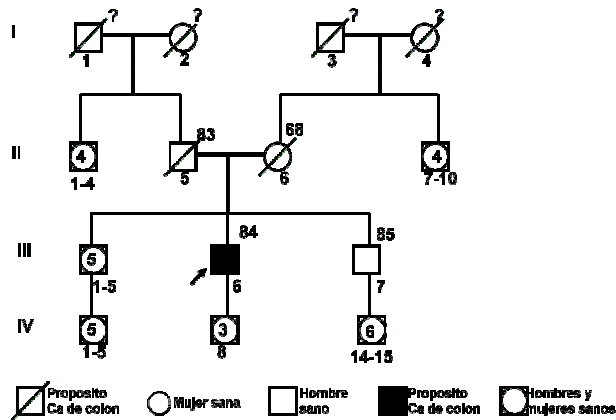 I
? ? ? ?
1 2 3 4
83 68
II
4 5 6 4
1-4 7-10
84 85
III
5
1-5 6 7
IV
5 3 6
1-5 8 14-15
Proposito
Ca de colon
Mujer sana
Hombre
sano
Proposito
Ca de colon
Hombres y
mujeres sanos